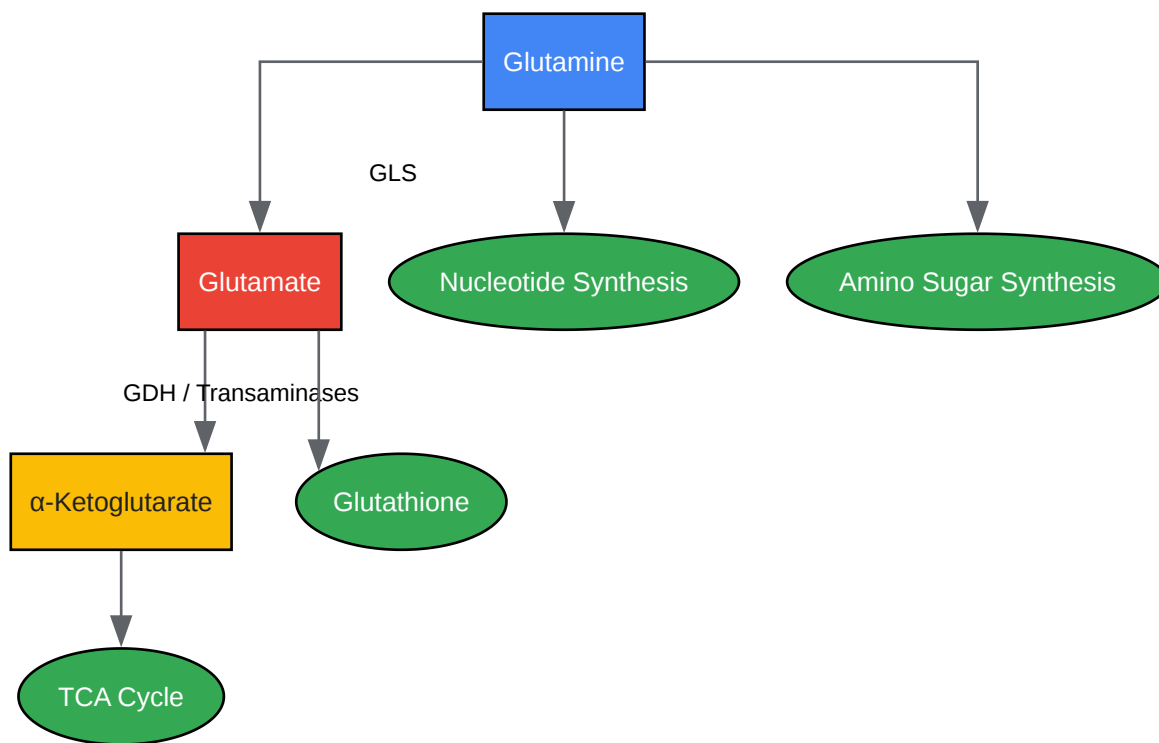 Glutamine
GLS
Glutamate
Nucleotide Synthesis
Amino Sugar Synthesis
GDH / Transaminases
α-Ketoglutarate
Glutathione
TCA Cycle